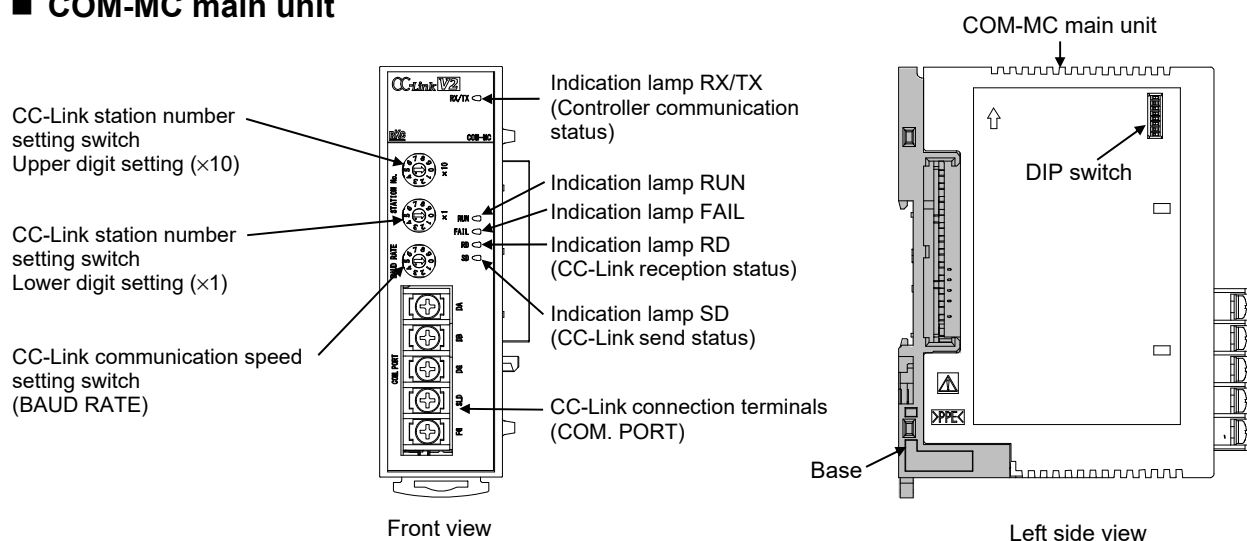 ■ COM-MC main unit
COM-MC main unit
CC-Link V2
RX/TX
COM-MC
STATION No.
×10
×1
BAUD RATE
RUN
FAIL
RD
SD
COM. PORT
DA
DB
DG
SLD
FG
CC-Link station number
setting switch
Upper digit setting (×10)
CC-Link station number
setting switch
Lower digit setting (×1)
CC-Link communication speed
setting switch
(BAUD RATE)
Indication lamp RX/TX
(Controller communication
status)
Indication lamp RUN
Indication lamp FAIL
Indication lamp RD
(CC-Link reception status)
Indication lamp SD
(CC-Link send status)
CC-Link connection terminals
(COM. PORT)
Front view
DIP switch
>PPE<
Base
Left side view